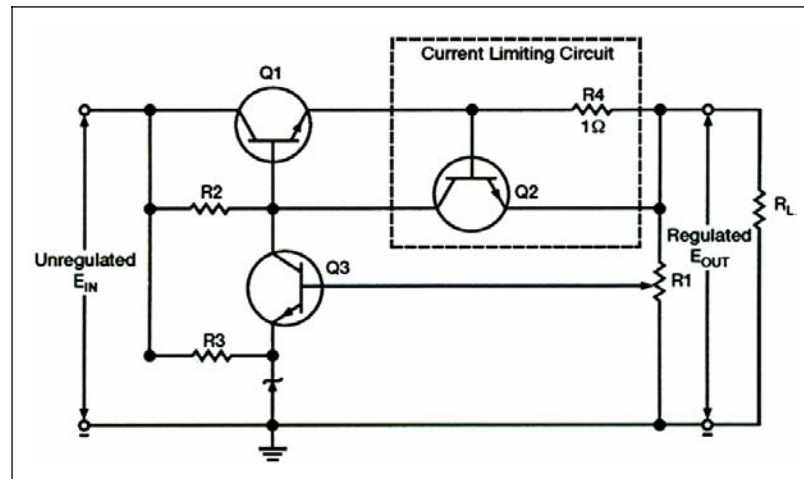 Current Limiting Circuit
Q1
R4
1Ω
Q2
R2
RL
Unregulated
EIN
Q3
Regulated
EOUT
R1
R3